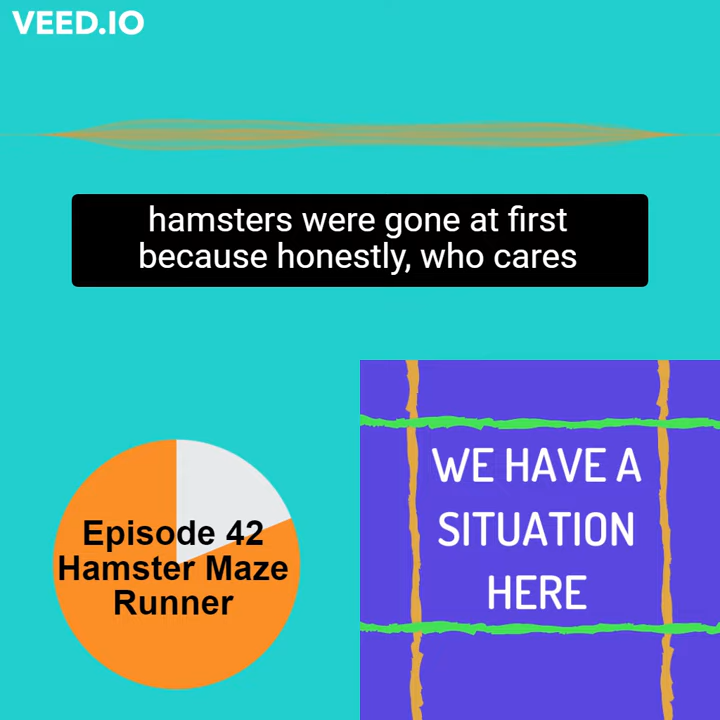 VEED.IO
hamsters were gone at first
because honestly, who cares
Episode 42
Hamster Maze
Runner
WE HAVE A
SITUATION
HERE